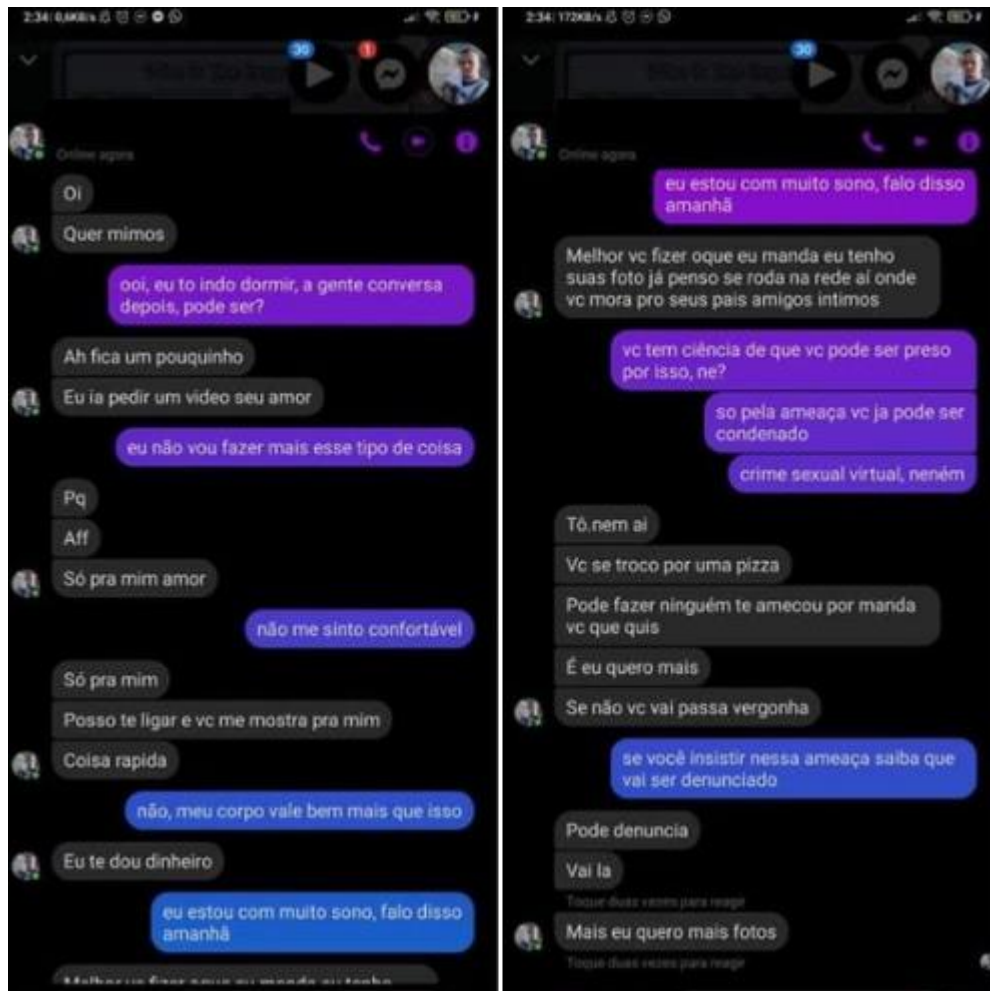 2:34
30
1
Online agora
Oi
Quer mimos
ooi, eu to indo dormir, a gente conversa
depois, pode ser?
Ah fica um pouquinho
Eu ia pedir um video seu amor
eu não vou fazer mais esse tipo de coisa
Pq
Aff
Só pra mim amor
não me sinto confortável
Só pra mim
Posso te ligar e vc me mostra pra mim
Coisa rapida
não, meu corpo vale bem mais que isso
Eu te dou dinheiro
eu estou com muito sono, falo disso
amanhã
2:34 172KB/s
30
Online agora
eu estou com muito sono, falo disso
amanhã
Melhor vc fizer oque eu manda eu tenho
suas foto já penso se roda na rede aí onde
vc mora pro seus pais amigos intimos
vc tem ciência de que vc pode ser preso
por isso, ne?
so pela ameaça vc ja pode ser
condenado
crime sexual virtual, neném
Tô.nem ai
Vc se troco por uma pizza
Pode fazer ninguém te amecou por manda
vc que quis
É eu quero mais
Se não vc vai passa vergonha
se você insistir nessa ameaça saiba que
vai ser denunciado
Pode denuncia
Vai la
Toque duas vezes para reagir
Mais eu quero mais fotos
Toque duas vezes para reagir